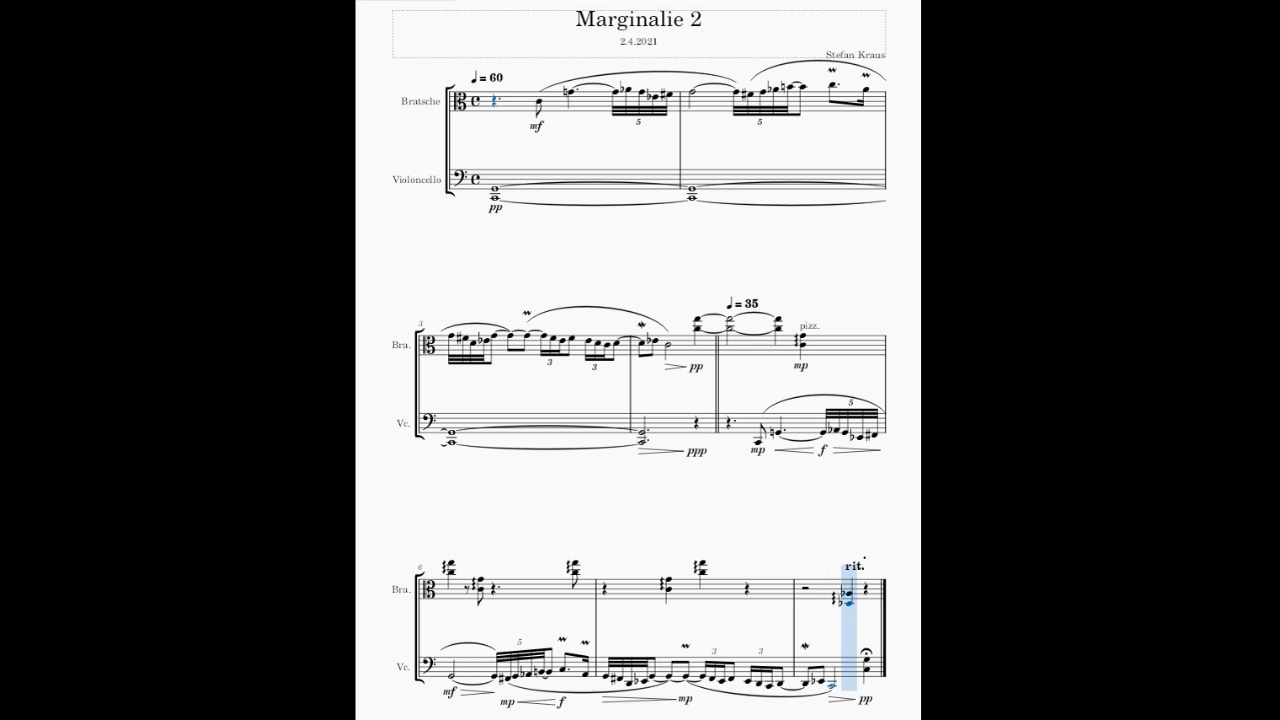 Marginalie 2
2.4.2021
Stefan Kraus
♩ = 60
Bratsche
mf
5
5
Violoncello
pp
3
♩ = 35
pizz.
Bra.
3
3
pp
mp
5
Vc.
ppp
mp
f
6
rit.
Bra.
5
3
3
Vc.
mf
mp
f
mp
pp